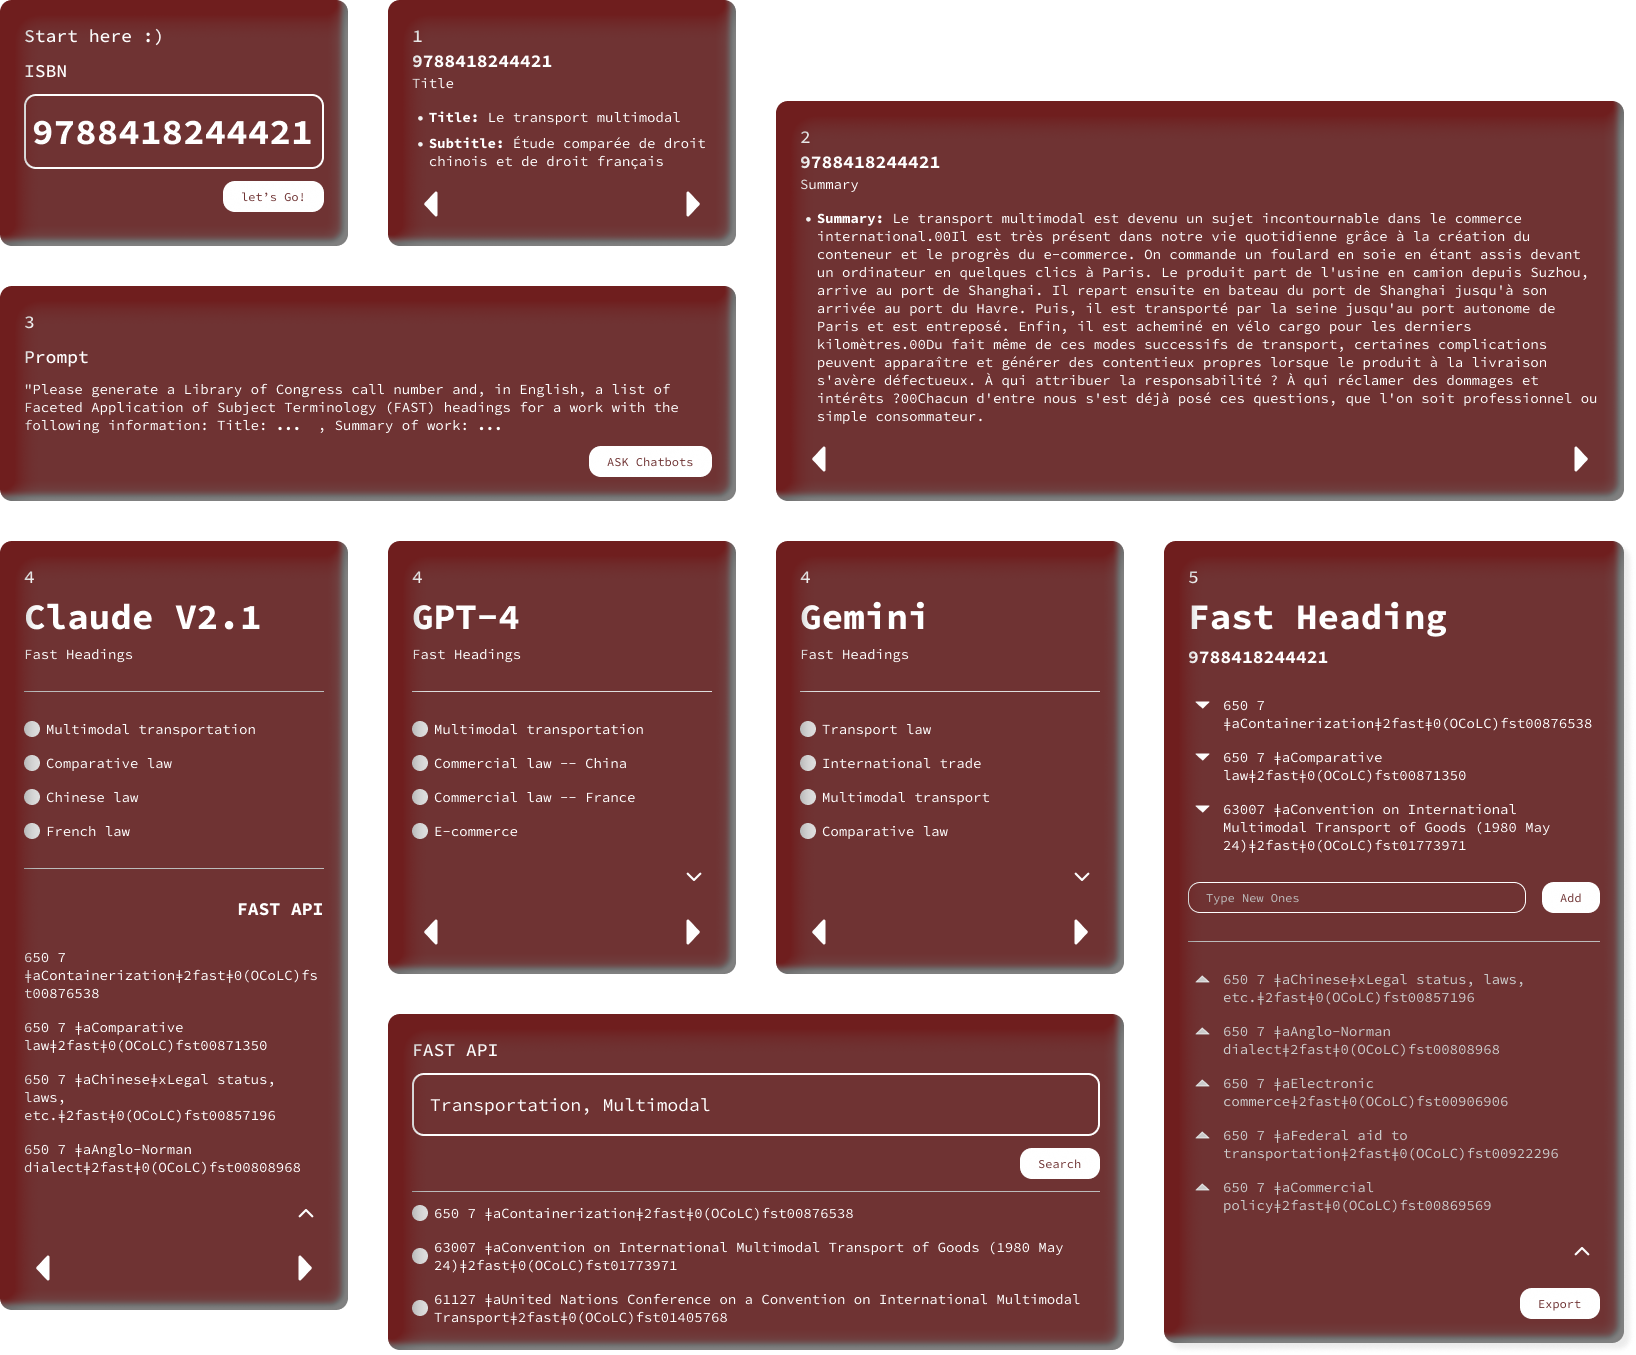 Start here :)
ISBN
9788418244421
let’s Go!
1
9788418244421
Title
• Title: Le transport multimodal
• Subtitle: Étude comparée de droit
chinois et de droit français
2
9788418244421
Summary
• Summary: Le transport multimodal est devenu un sujet incontournable dans le commerce
international.00Il est très présent dans notre vie quotidienne grâce à la création du
conteneur et le progrès du e-commerce. On commande un foulard en soie en étant assis devant
un ordinateur en quelques clics à Paris. Le produit part de l'usine en camion depuis Suzhou,
arrive au port de Shanghai. Il repart ensuite en bateau du port de Shanghai jusqu'à son
arrivée au port du Havre. Puis, il est transporté par la seine jusqu'au port autonome de
Paris et est entreposé. Enfin, il est acheminé en vélo cargo pour les derniers
kilomètres.00Du fait même de ces modes successifs de transport, certaines complications
peuvent apparaître et générer des contentieux propres lorsque le produit à la livraison
s'avère défectueux. À qui attribuer la responsabilité ? À qui réclamer des dommages et
intérêts ?00Chacun d'entre nous s'est déjà posé ces questions, que l'on soit professionnel ou
simple consommateur.
3
Prompt
"Please generate a Library of Congress call number and, in English, a list of
Faceted Application of Subject Terminology (FAST) headings for a work with the
following information: Title: ... , Summary of work: ...
ASK Chatbots
4
Claude V2.1
Fast Headings
Multimodal transportation
Comparative law
Chinese law
French law
FAST API
650 7
‡aContainerization‡2fast‡0(OCoLC)fs
t00876538
650 7 ‡aComparative
law‡2fast‡0(OCoLC)fst00871350
650 7 ‡aChinese‡xLegal status,
laws,
etc.‡2fast‡0(OCoLC)fst00857196
650 7 ‡aAnglo-Norman
dialect‡2fast‡0(OCoLC)fst00808968
4
GPT-4
Fast Headings
Multimodal transportation
Commercial law -- China
Commercial law -- France
E-commerce
4
Gemini
Fast Headings
Transport law
International trade
Multimodal transport
Comparative law
FAST API
Transportation, Multimodal
Search
650 7 ‡aContainerization‡2fast‡0(OCoLC)fst00876538
63007 ‡aConvention on International Multimodal Transport of Goods (1980 May
24)‡2fast‡0(OCoLC)fst01773971
61127 ‡aUnited Nations Conference on a Convention on International Multimodal
Transport‡2fast‡0(OCoLC)fst01405768
5
Fast Heading
9788418244421
650 7
‡aContainerization‡2fast‡0(OCoLC)fst00876538
650 7 ‡aComparative
law‡2fast‡0(OCoLC)fst00871350
63007 ‡aConvention on International
Multimodal Transport of Goods (1980 May
24)‡2fast‡0(OCoLC)fst01773971
Type New Ones
Add
650 7 ‡aChinese‡xLegal status, laws,
etc.‡2fast‡0(OCoLC)fst00857196
650 7 ‡aAnglo-Norman
dialect‡2fast‡0(OCoLC)fst00808968
650 7 ‡aElectronic
commerce‡2fast‡0(OCoLC)fst00906906
650 7 ‡aFederal aid to
transportation‡2fast‡0(OCoLC)fst00922296
650 7 ‡aCommercial
policy‡2fast‡0(OCoLC)fst00869569
Export